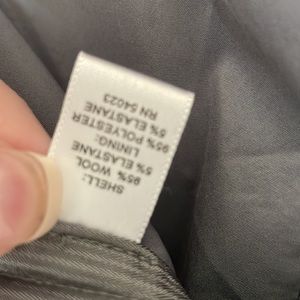 SHELL:
95% WOOL
5% ELASTANE
LINING:
95% POLYESTER
5% ELASTANE
RN 54023